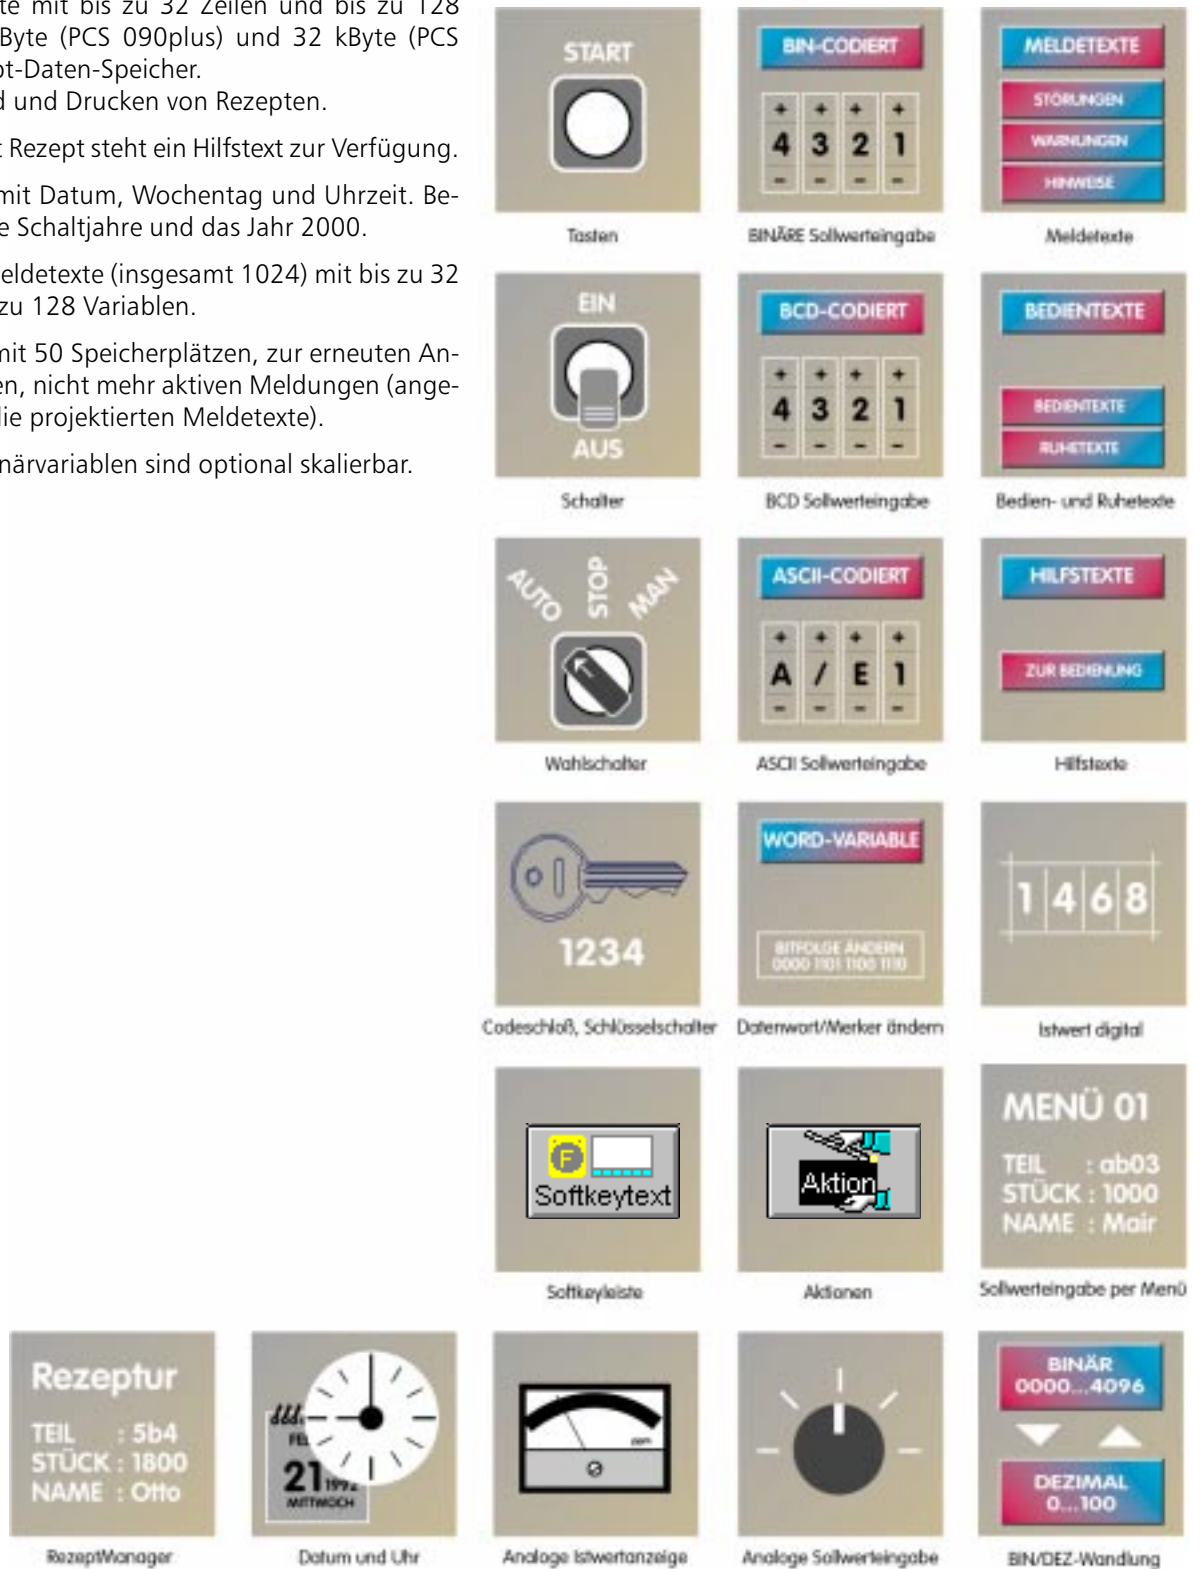 te mit bis zu 32 Zeilen und bis zu 128
Byte (PCS 090plus) und 32 kByte (PCS
pt-Daten-Speicher.
d und Drucken von Rezepten.
t Rezept steht ein Hilfstext zur Verfügung.
mit Datum, Wochentag und Uhrzeit. Be-
e Schaltjahre und das Jahr 2000.
eldetexte (insgesamt 1024) mit bis zu 32
zu 128 Variablen.
mit 50 Speicherplätzen, zur erneuten An-
en, nicht mehr aktiven Meldungen (ange-
die projektierten Meldetexte).
närvariablen sind optional skalierbar.
START
Tasten
BIN-CODIERT
+ + + +
4 3 2 1
- - - -
BINÄRE Sollwerteingabe
MELDETEXTE
STÖRUNGEN
WARNUNGEN
HINWEISE
Meldetexte
EIN
AUS
Schalter
BCD-CODIERT
+ + + +
4 3 2 1
- - - -
BCD Sollwerteingabe
BEDIENTEXTE
BEDIENTEXTE
RUHETEXTE
Bedien- und Ruhetexte
AUTO STOP MAN
Wahlschalter
ASCII-CODIERT
+ + + +
A / E 1
- - - -
ASCII Sollwerteingabe
HILFSTEXTE
ZUR BEDIENUNG
Hilfstexte
1234
Codeschloß, Schlüsselschalter
WORD-VARIABLE
BITFOLGE ÄNDERN
0000 1101 1100 1110
Datenwort/Merker ändern
1 4 6 8
Istwert digital
F
Softkeytext
Softkeyleiste
Aktion
Aktionen
MENÜ 01
TEIL : ab03
STÜCK : 1000
NAME : Mair
Sollwerteingabe per Menü
Rezeptur
TEIL : 5b4
STÜCK : 1800
NAME : Otto
RezeptManager
21 1992
MITTWOCH
Datum und Uhr
Analoge Istwertanzeige
Analoge Sollwerteingabe
BINÄR
0000...4096
DEZIMAL
0...100
BIN/DEZ-Wandlung